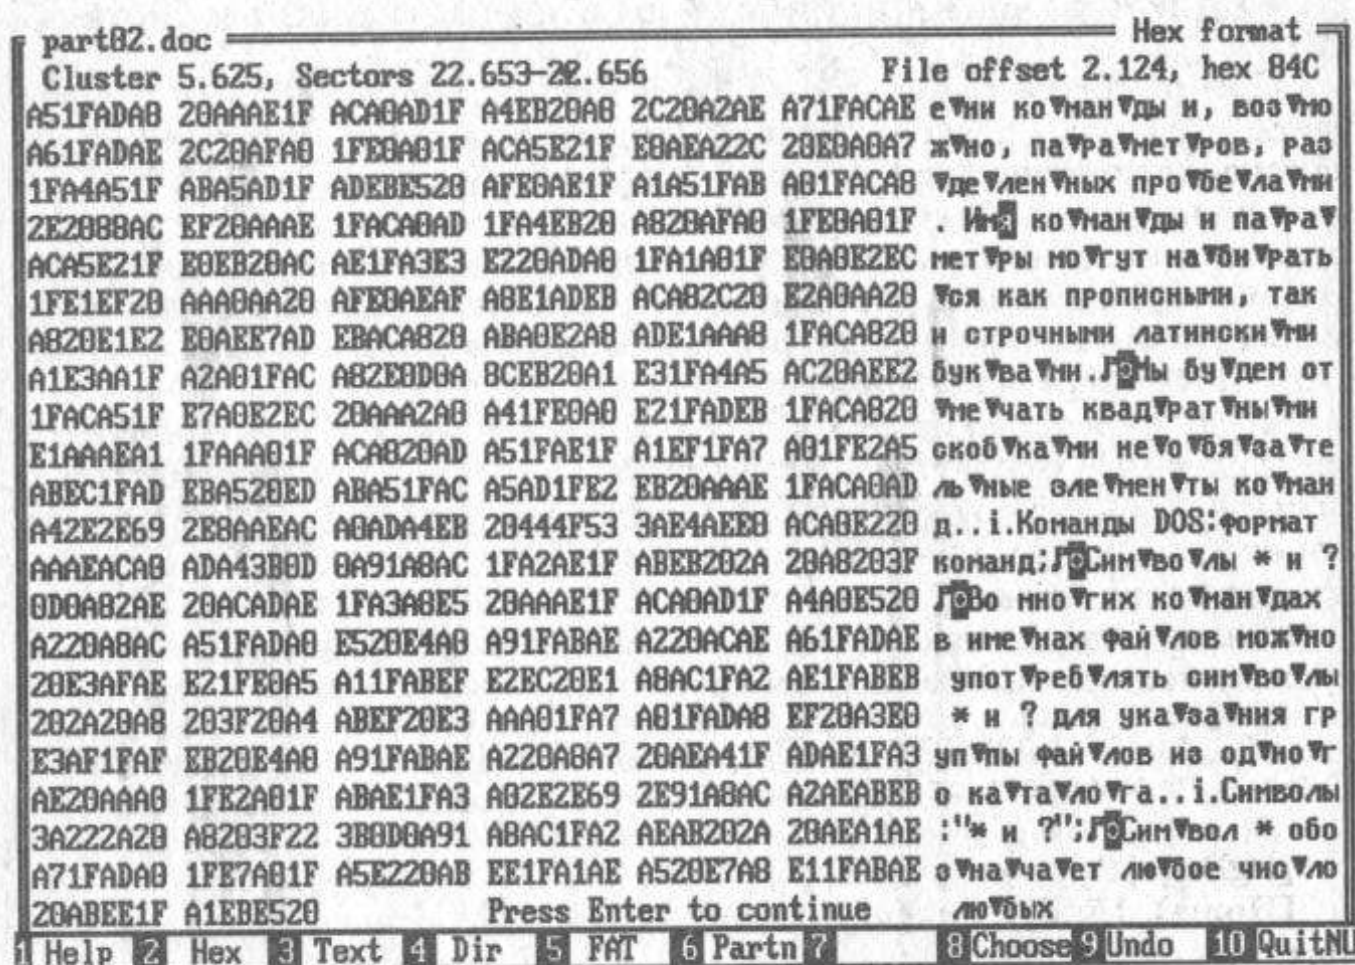 part02.doc Hex format
Cluster 5.625, Sectors 22.653-22.656 File offset 2.124, hex 84C
A51FADA8 20AAAE1F ACA0AD1F A4EB20A8 2C20A2AE A71FACAE е▼ни ко▼ман▼ды и, воз▼мо
A61FADAE 2C20AFA0 1FE0A01F ACA5E21F E0AEA22C 20E0A0A7 ж▼но, па▼ра▼мет▼ров, раз
1FA4A51F ABA5AD1F ADEBE520 AFE0AE1F A1A51FAB A01FACA8 ▼де▼лен▼ных про▼бе▼ла▼ми
2E2088AC EF20AAAE 1FACA0AD 1FA4EB20 A820AFA0 1FE0A01F . Имя ко▼ман▼ды и па▼ра▼
ACA5E21F E0EB20AC AE1FA3E3 E220ADA0 1FA1A81F E0A0E2EC мет▼ры мо▼гут на▼би▼рать
1FE1EF20 AAA0AA20 AFE0AEAF A8E1ADEB ACA82C20 E2A0AA20 ▼ся как прописными, так
A820E1E2 E0AEE7AD EBACA820 ABA0E2A8 ADE1AAA8 1FACA820 и строчными латински▼ми
A1E3AA1F A2A01FAC A82E0D0A 8CEB20A1 E31FA4A5 AC20AEE2 бук▼ва▼ми.♪◙Мы бу▼дем от
1FACA51F E7A0E2EC 20AAA2A0 A41FE0A0 E21FADEB 1FACA820 ▼ме▼чать квад▼рат▼ны▼ми
E1AAAEA1 1FAAA01F ACA820AD A51FAE1F A1EF1FA7 A01FE2A5 скоб▼ка▼ми не▼о▼бя▼за▼те
ABEC1FAD EBA520ED ABA51FAC A5AD1FE2 EB20AAAE 1FACA0AD ль▼ные эле▼мен▼ты ко▼ман
A42E2E69 2E8AAEAC A0ADA4EB 20444F53 3AE4AEE0 ACA0E220 д..i.Команды DOS:формат
AAAEACA0 ADA43B0D 0A91A8AC 1FA2AE1F ABEB202A 20A8203F команд;♪◙Сим▼во▼лы * и ?
0D0A82AE 20ACADAE 1FA3A8E5 20AAAE1F ACA0AD1F A4A0E520 ♪◙Во мно▼гих ко▼ман▼дах
A220A8AC A51FADA0 E520E4A0 A91FABAE A220ACAE A61FADAE в име▼нах фай▼лов мож▼но
20E3AFAE E21FE0A5 A11FABEF E2EC20E1 A8AC1FA2 AE1FABEB упот▼реб▼лять сим▼во▼лы
202A20A8 203F20A4 ABEF20E3 AAA01FA7 A01FADA8 EF20A3E0 * и ? для ука▼за▼ния гр
E3AF1FAF EB20E4A0 A91FABAE A220A8A7 20AEA41F ADAE1FA3 уп▼пы фай▼лов из од▼но▼г
AE20AAA0 1FE2A01F ABAE1FA3 A02E2E69 2E91A8AC A2AEABEB о ка▼та▼ло▼га..i.Символы
3A222A20 A8203F22 3B0D0A91 A8AC1FA2 AEAB202A 20AEA1AE :"* и ?";♪◙Сим▼вол * обо
A71FADA0 1FE7A01F A5E220AB EE1FA1AE A520E7A8 E11FABAE з▼на▼ча▼ет лю▼бое чис▼ло
20ABEE1F A1EBE520 Press Enter to continue лю▼бых
1 Help 2 Hex 3 Text 4 Dir 5 FAT 6 Partn 7 8 Choose 9 Undo 10 QuitNU